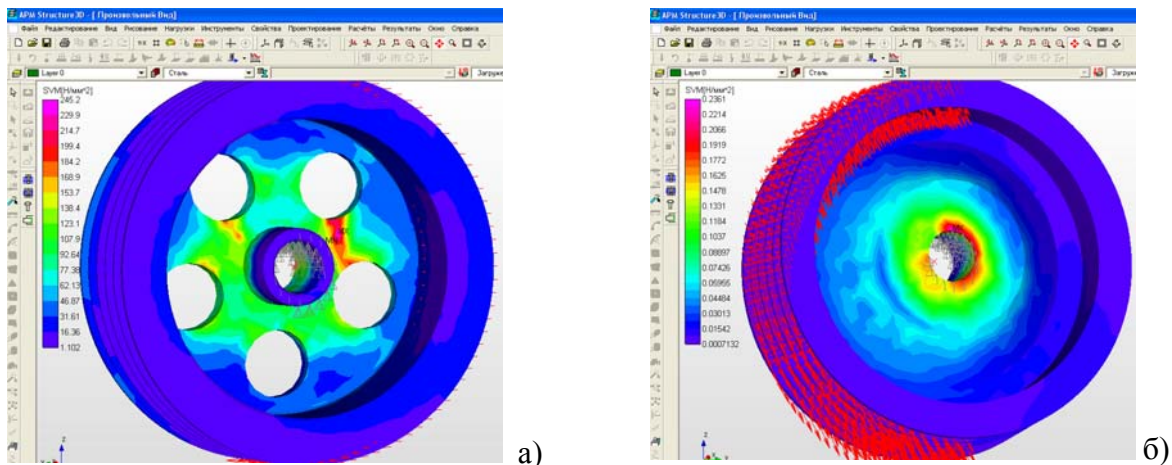 APM Structure3D - [ Произвольный Вид]
Файл Редактирование Вид Рисование Нагрузки Инструменты Свойства Проектирование Расчёты Результаты Окно Справка
Layer 0
Сталь
Загруже
SVM[Н/мм^2]
245.2
229.9
214.7
199.4
184.2
168.9
153.7
138.4
123.1
107.9
92.64
77.38
62.13
46.87
31.61
16.36
1.102
z
а)
APM Structure3D - [ Произвольный Вид]
Файл Редактирование Вид Рисование Нагрузки Инструменты Свойства Проектирование Расчёты Результаты Окно Справка
Layer 0
Сталь
Загруже
SVM[Н/мм^2]
0.2361
0.2214
0.2066
0.1919
0.1772
0.1625
0.1478
0.1331
0.1184
0.1037
0.08897
0.07426
0.05955
0.04484
0.03013
0.01542
0.0007132
z
б)